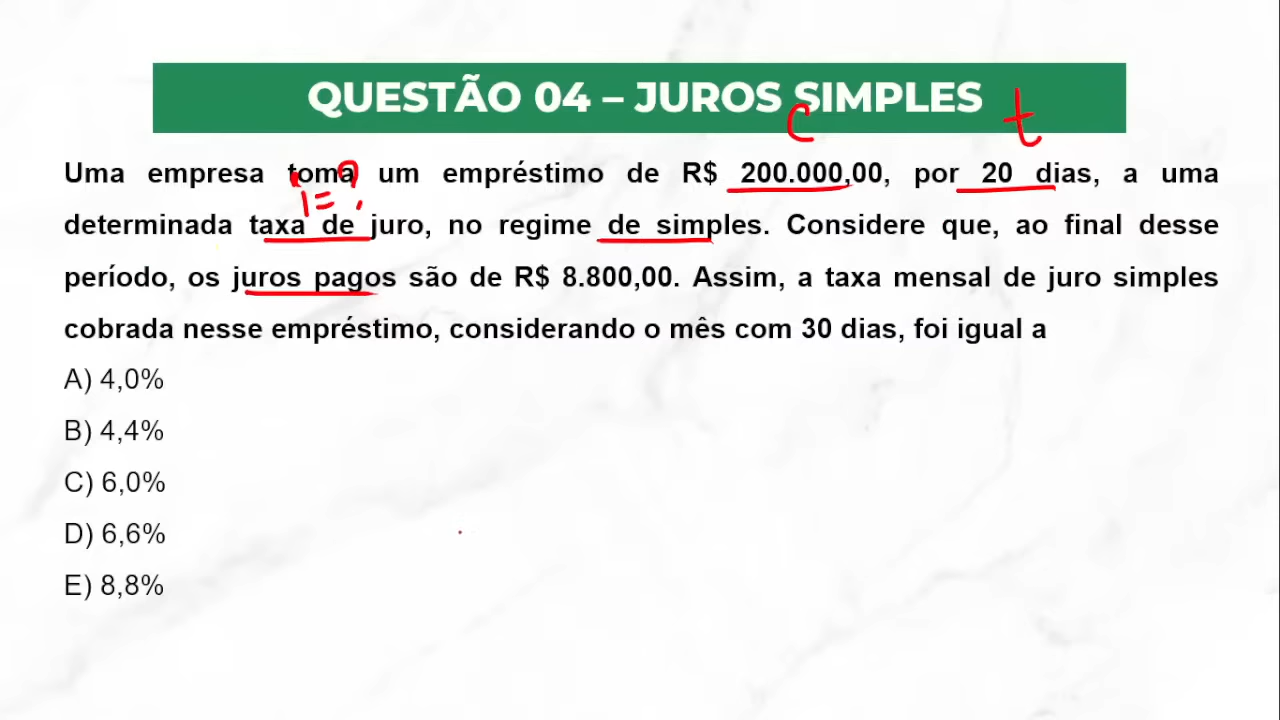 QUESTÃO 04 – JUROS SIMPLES
C t
Uma empresa toma um empréstimo de R$ 200.000,00, por 20 dias, a uma
i = ?
determinada taxa de juro, no regime de simples. Considere que, ao final desse
período, os juros pagos são de R$ 8.800,00. Assim, a taxa mensal de juro simples
cobrada nesse empréstimo, considerando o mês com 30 dias, foi igual a
A) 4,0%
B) 4,4%
C) 6,0%
D) 6,6%
E) 8,8%